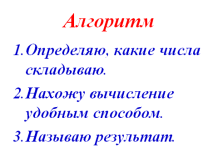 Алгоритм
1.Определяю, какие числа
складываю.
2.Нахожу вычисление
удобным способом.
3.Называю результат.